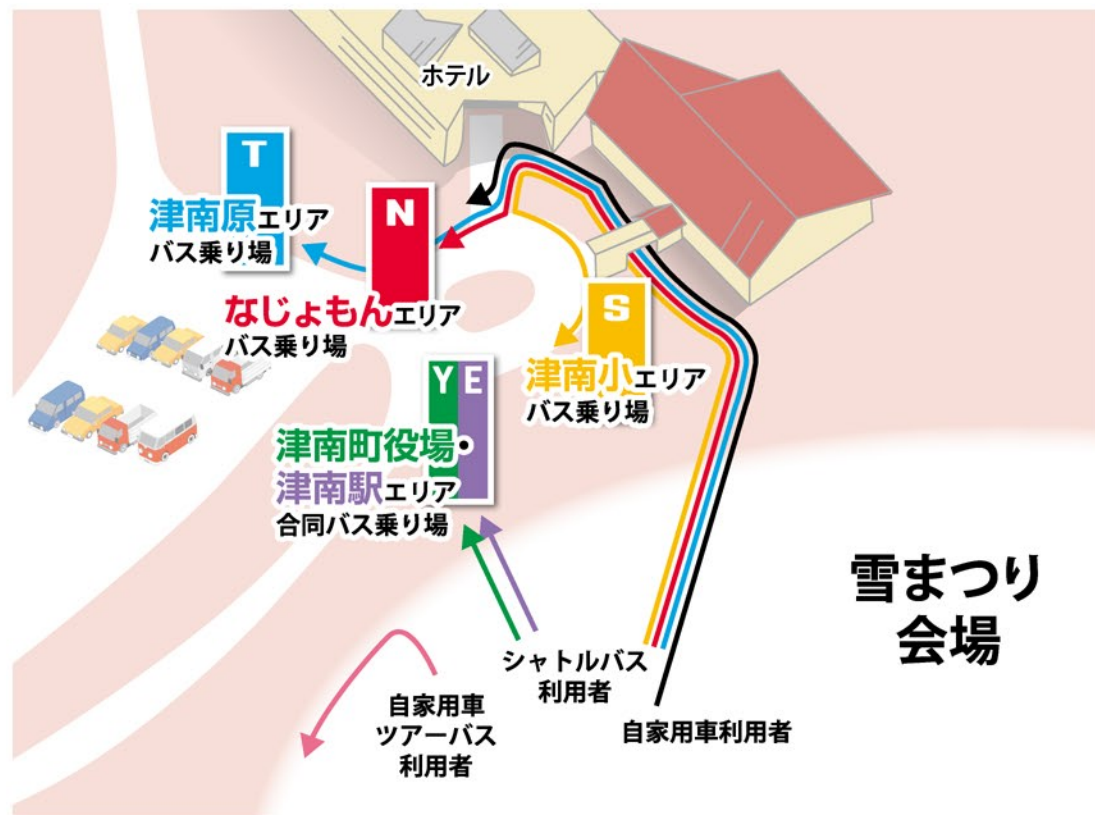 ホテル
T
津南原エリア
バス乗り場
N
なじょもんエリア
バス乗り場
S
津南小エリア
バス乗り場
Y E
津南町役場・
津南駅エリア
合同バス乗り場
雪まつり
会場
シャトルバス
利用者
自家用車
ツアーバス
利用者
自家用車利用者